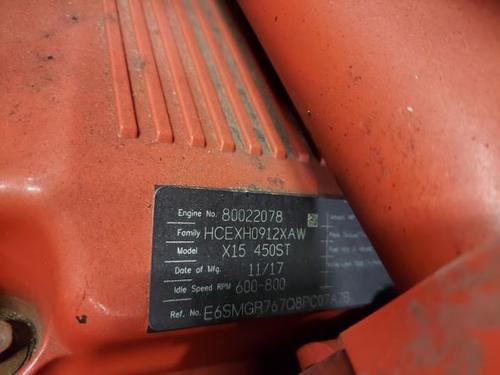 Engine No. 80022078
Family HCEXH0912XAW
Model X15 450ST
Date of Mfg. 11/17
Idle Speed RPM 600-800
Ref. No. E6SMGR767Q8PC07A7B